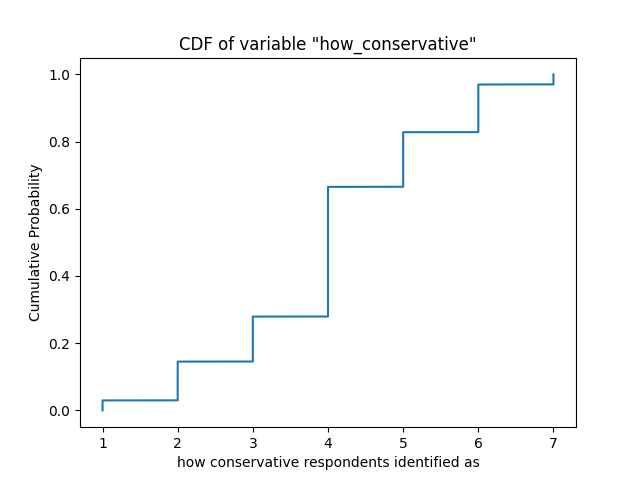 CDF of variable "how_conservative"
1.0
0.8
0.6
0.4
0.2
0.0
Cumulative Probability
1 2 3 4 5 6 7
how conservative respondents identified as